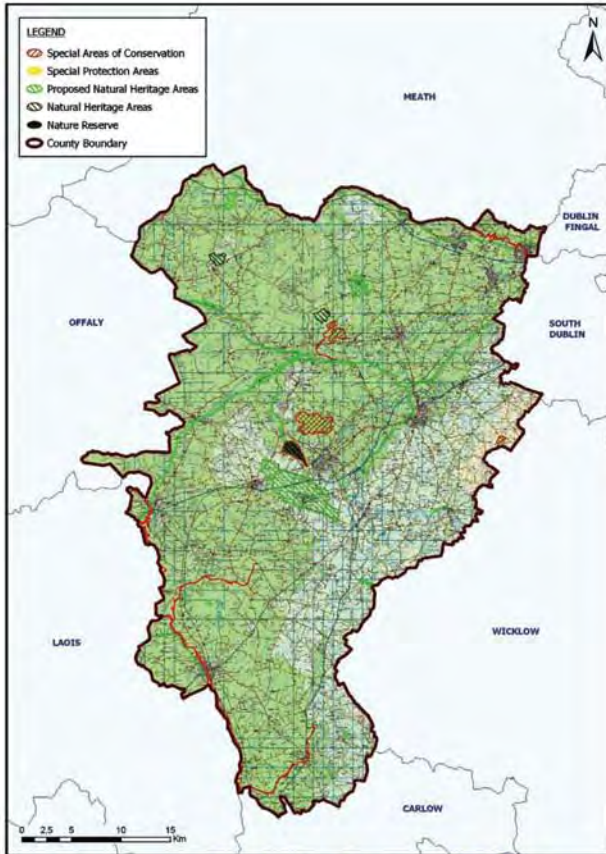 LEGEND
Special Areas of Conservation
Special Protection Areas
Proposed Natural Heritage Areas
Natural Heritage Areas
Nature Reserve
County Boundary
N
MEATH
DUBLIN
FINGAL
OFFALY
SOUTH
DUBLIN
LAOIS
WICKLOW
CARLOW
0 2.5 5 10 15
Km